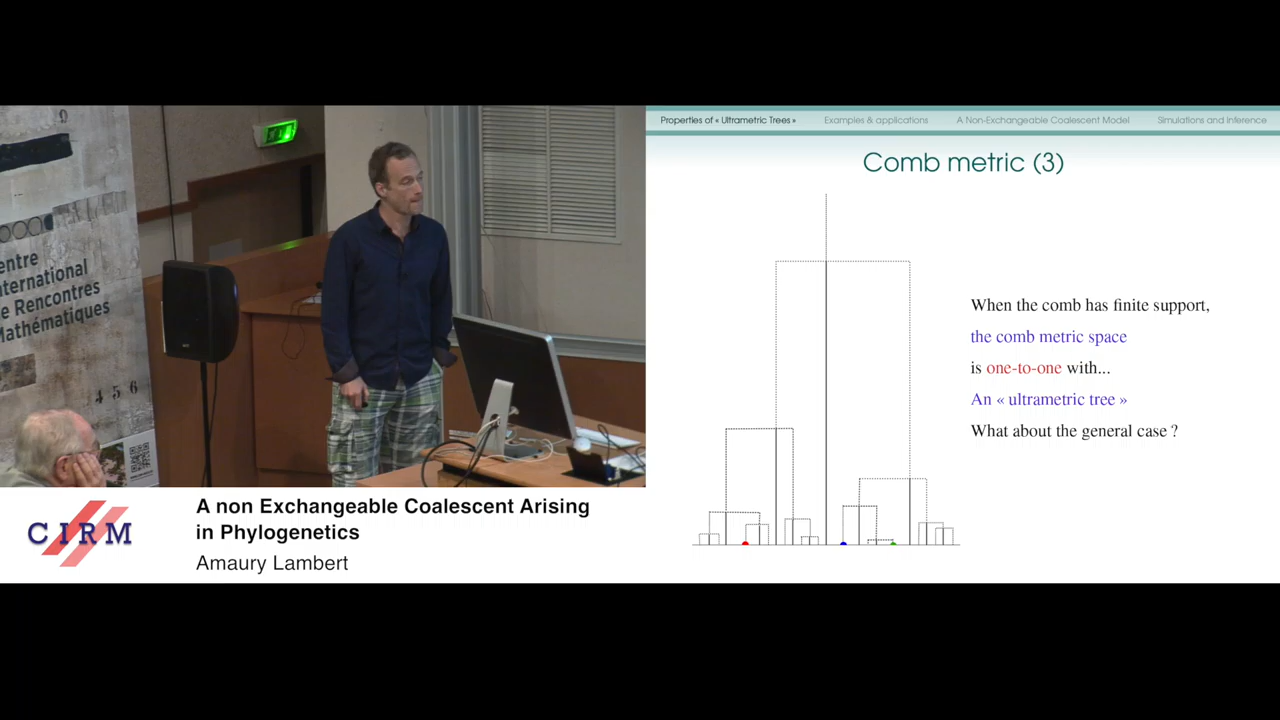 entre
nternational
e Rencontres
Mathématiques
4 5 6
CIRM
A non Exchangeable Coalescent Arising
in Phylogenetics
Amaury Lambert
Properties of « Ultrametric Trees » Examples & applications A Non-Exchangeable Coalescent Model Simulations and Inference
Comb metric (3)
When the comb has finite support,
the comb metric space
is one-to-one with...
An « ultrametric tree »
What about the general case ?